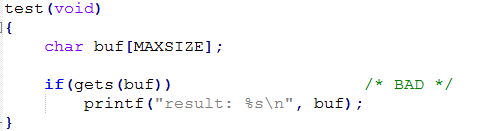 test(void)
{
    char buf[MAXSIZE];

    if(gets(buf))                    /* BAD */
        printf("result: %s\n", buf);
}